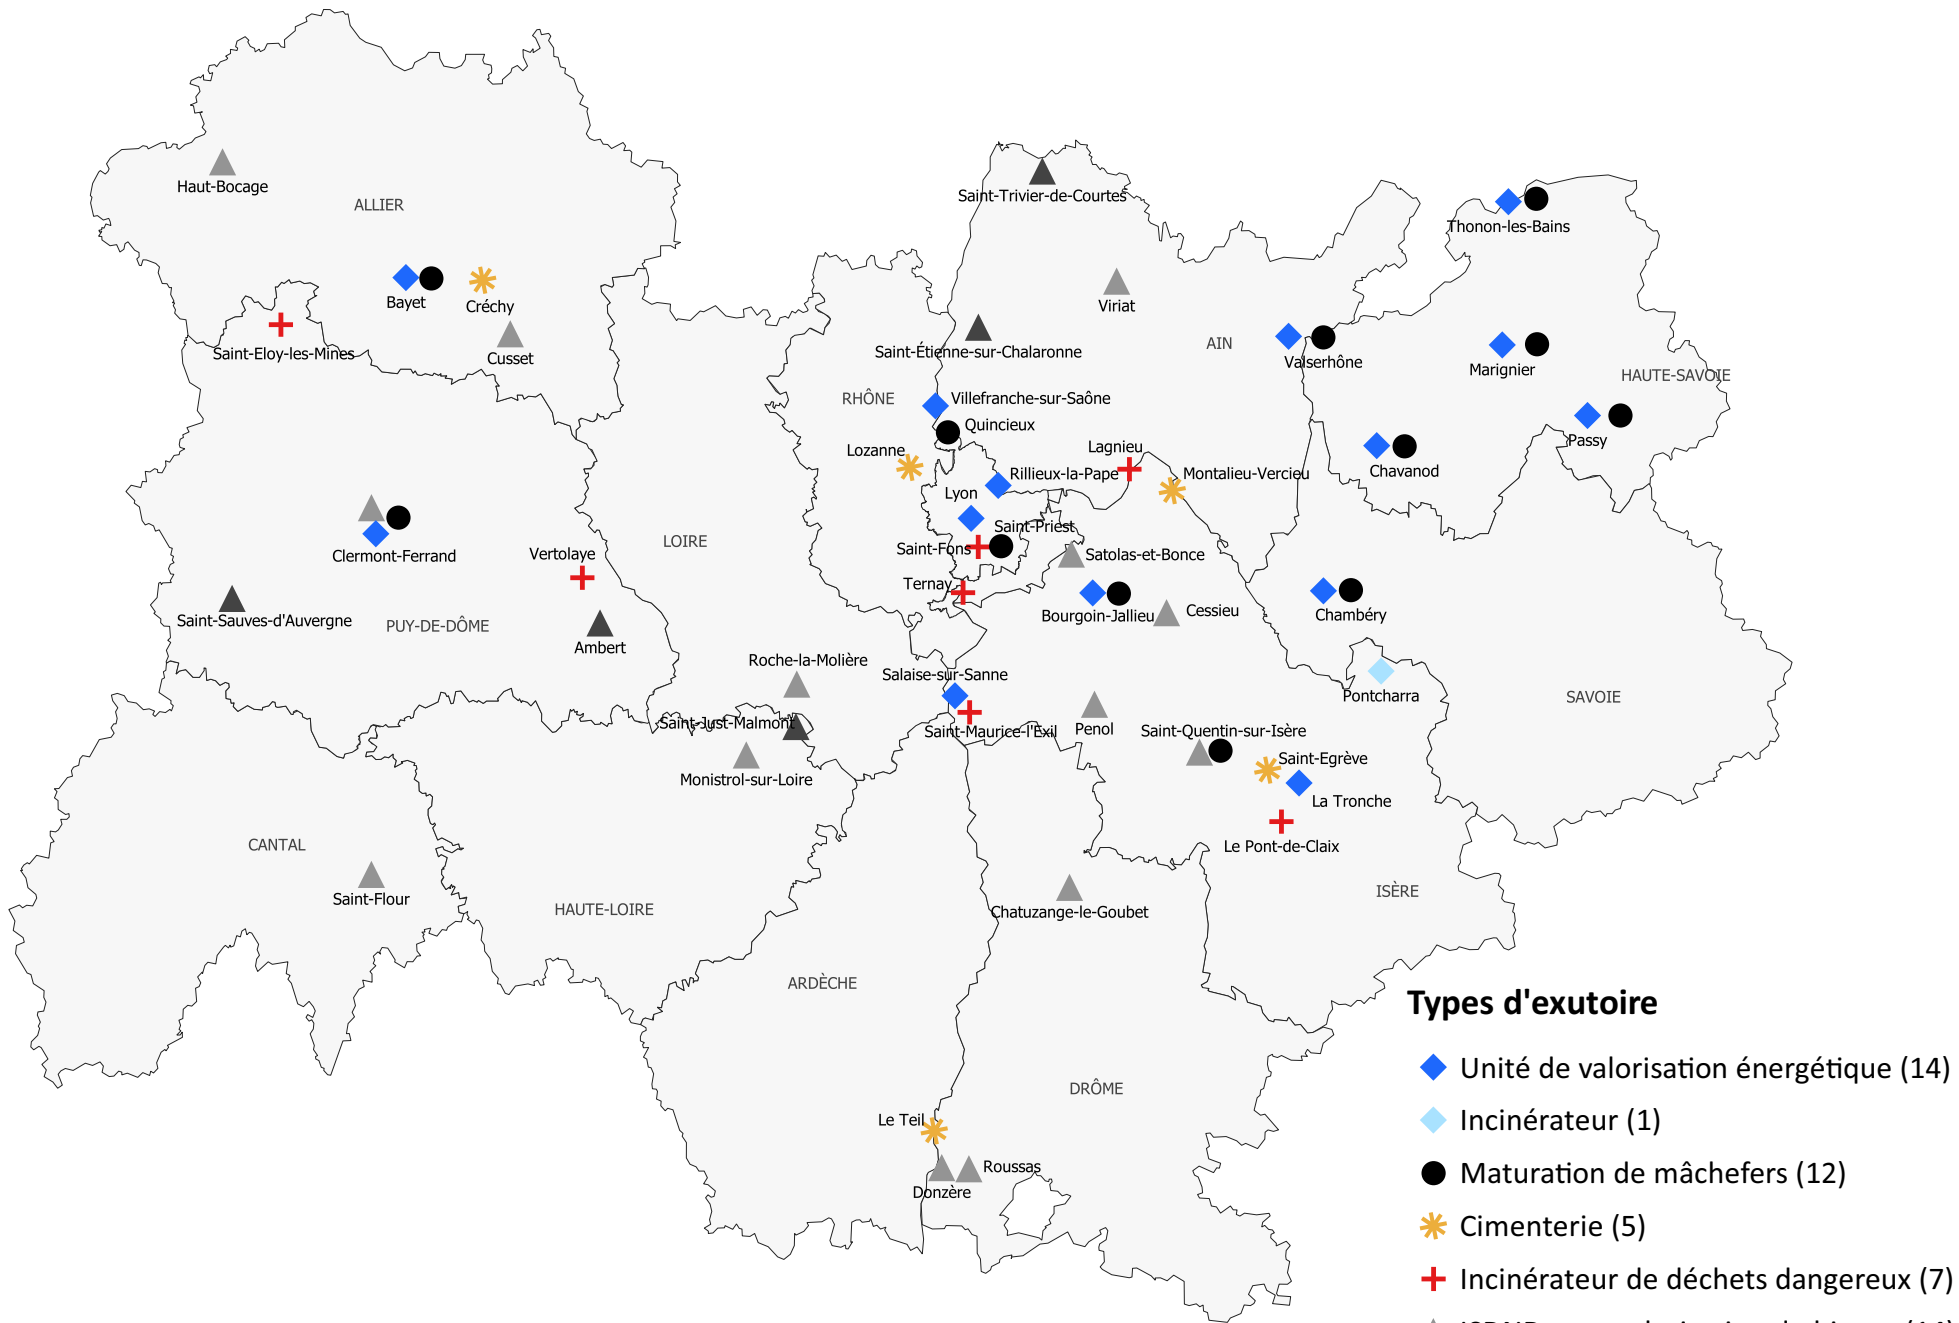 Haut-Bocage
ALLIER
Bayet
Créchy
Saint-Eloy-les-Mines
Cusset
Saint-Trivier-de-Courtes
Viriat
Saint-Étienne-sur-Chalaronne
AIN
Valserhône
Thonon-les-Bains
Marignier
HAUTE-SAVOIE
Passy
Chavanod
RHÔNE
Villefranche-sur-Saône
Quincieux
Lozanne
Lagnieu
Rillieux-la-Pape
Montalieu-Vercieu
Lyon
Saint-Priest
Saint-Fons
Satolas-et-Bonce
Ternay
Bourgoin-Jallieu
Cessieu
Chambéry
Clermont-Ferrand
Vertolaye
LOIRE
Saint-Sauves-d'Auvergne
PUY-DE-DÔME
Ambert
Roche-la-Molière
Salaise-sur-Sanne
Pontcharra
SAVOIE
Saint-Just-Malmont
Saint-Maurice-l'Exil
Penol
Saint-Quentin-sur-Isère
Saint-Egrève
Monistrol-sur-Loire
La Tronche
Le Pont-de-Claix
CANTAL
Saint-Flour
HAUTE-LOIRE
Chatuzange-le-Goubet
ISÈRE
ARDÈCHE
DRÔME
Le Teil
Roussas
Donzère
Types d'exutoire
Unité de valorisation énergétique (14)
Incinérateur (1)
Maturation de mâchefers (12)
Cimenterie (5)
Incinérateur de déchets dangereux (7)